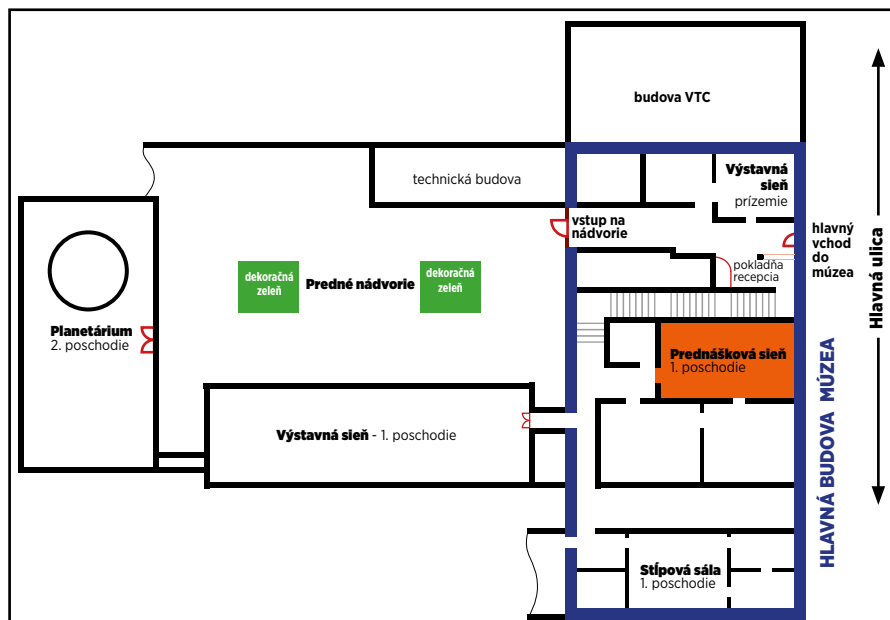 budova VTC
technická budova
Výstavná
sieň
prízemie
vstup na
nádvorie
hlavný
vchod
do
múzea
pokladňa
recepcia
dekoračná
zeleň
Predné nádvorie
dekoračná
zeleň
Planetárium
2. poschodie
Prednášková sieň
1. poschodie
Výstavná sieň - 1. poschodie
Stĺpová sála
1. poschodie
HLAVNÁ BUDOVA MÚZEA
Hlavná ulica